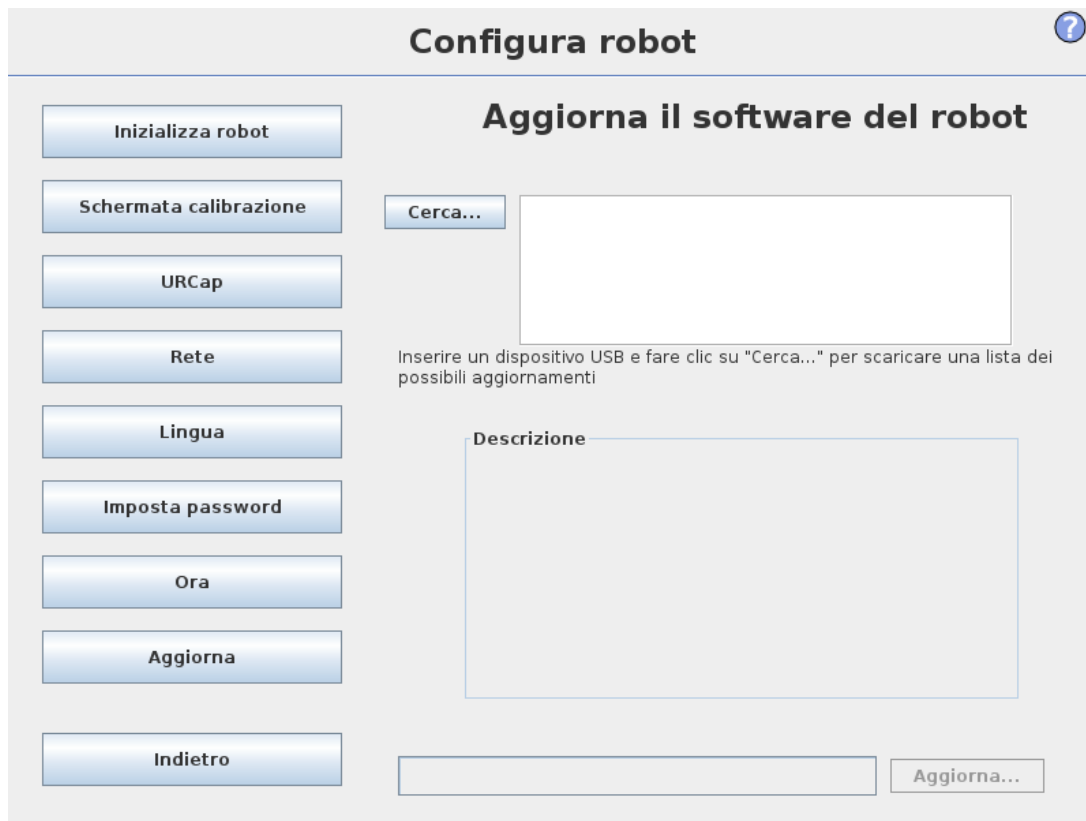 Configura robot
?
Inizializza robot
Schermata calibrazione
URCap
Rete
Lingua
Imposta password
Ora
Aggiorna
Indietro
Aggiorna il software del robot
Cerca...
Inserire un dispositivo USB e fare clic su "Cerca..." per scaricare una lista dei
possibili aggiornamenti
Descrizione
Aggiorna...